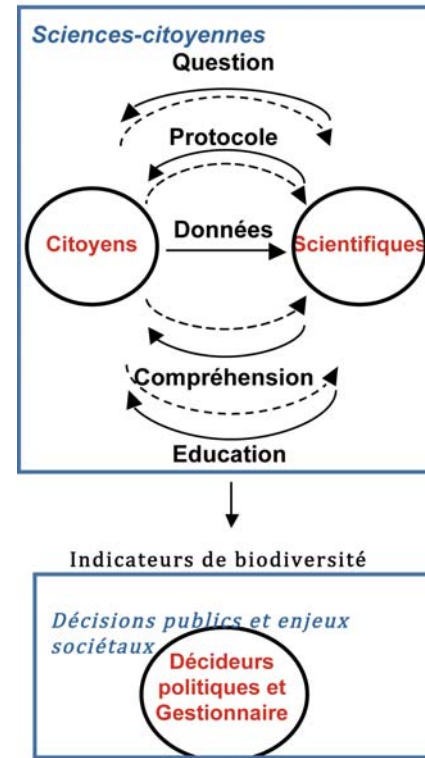 Sciences-citoyennes
Question
Protocole
Citoyens
Données
Scientifiques
Compréhension
Education
Indicateurs de biodiversité
Décisions publics et enjeux
sociétaux
Décideurs
politiques et
Gestionnaire